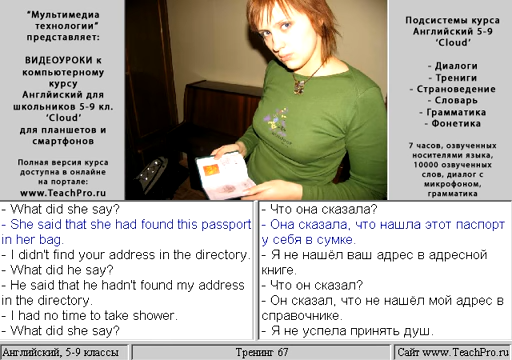 "Мультимедиа
технологии"
представляет:
ВИДЕОУРОКИ к
компьютерному
курсу
Английский для
школьников 5-9 кл.
'Cloud'
для планшетов и
смартфонов
Полная версия курса
доступна в онлайне
на портале:
www.TeachPro.ru
Подсистемы курса
Английский 5-9
'Cloud'
- Диалоги
- Трениги
- Страноведение
- Словарь
- Грамматика
- Фонетика
7 часов, озвученных
носителями языка,
10000 озвученных
слов, диалог с
микрофоном,
грамматика
- What did she say?
- She said that she had found this passport
in her bag.
- I didn't find your address in the directory.
- What did he say?
- He said that he hadn't found my address
in the directory.
- I had no time to take shower.
- What did she say?
- Что она сказала?
- Она сказала, что нашла этот паспорт
у себя в сумке.
- Я не нашёл ваш адрес в адресной
книге.
- Что он сказал?
- Он сказал, что не нашёл мой адрес в
справочнике.
- Я не успела принять душ.
Английский, 5-9 классы
Тренинг 67
Сайт www.TeachPro.ru